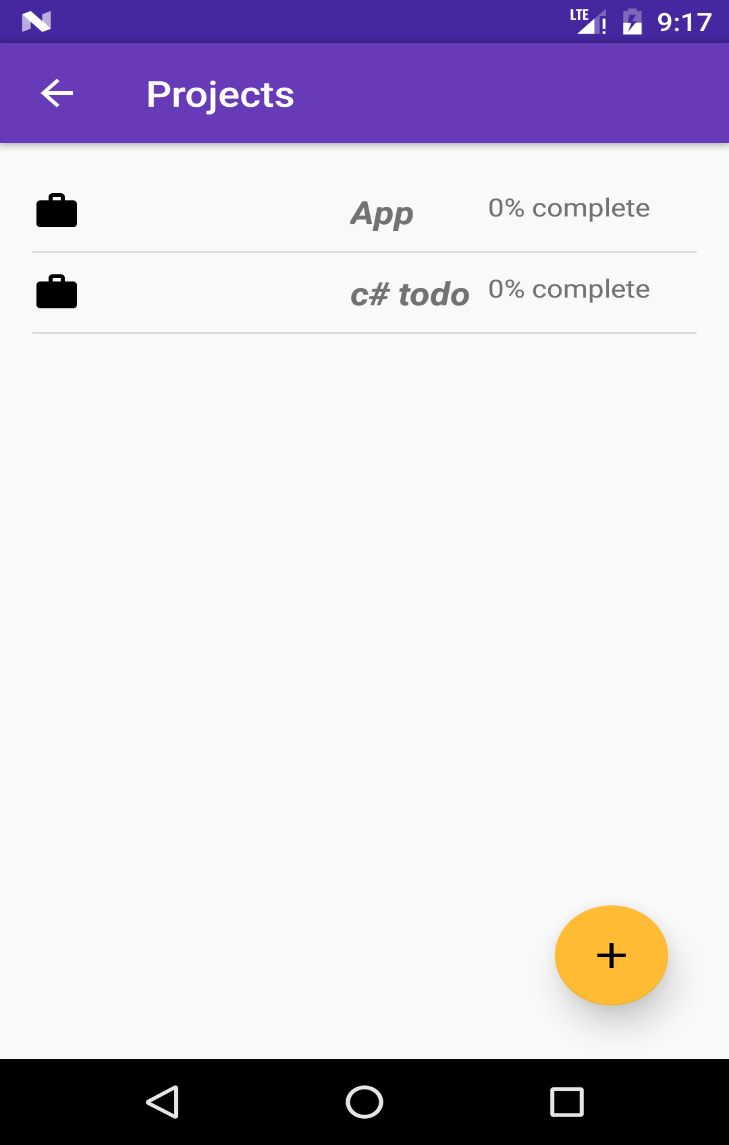 LTE 9:17
Projects
App 0% complete
c# todo 0% complete